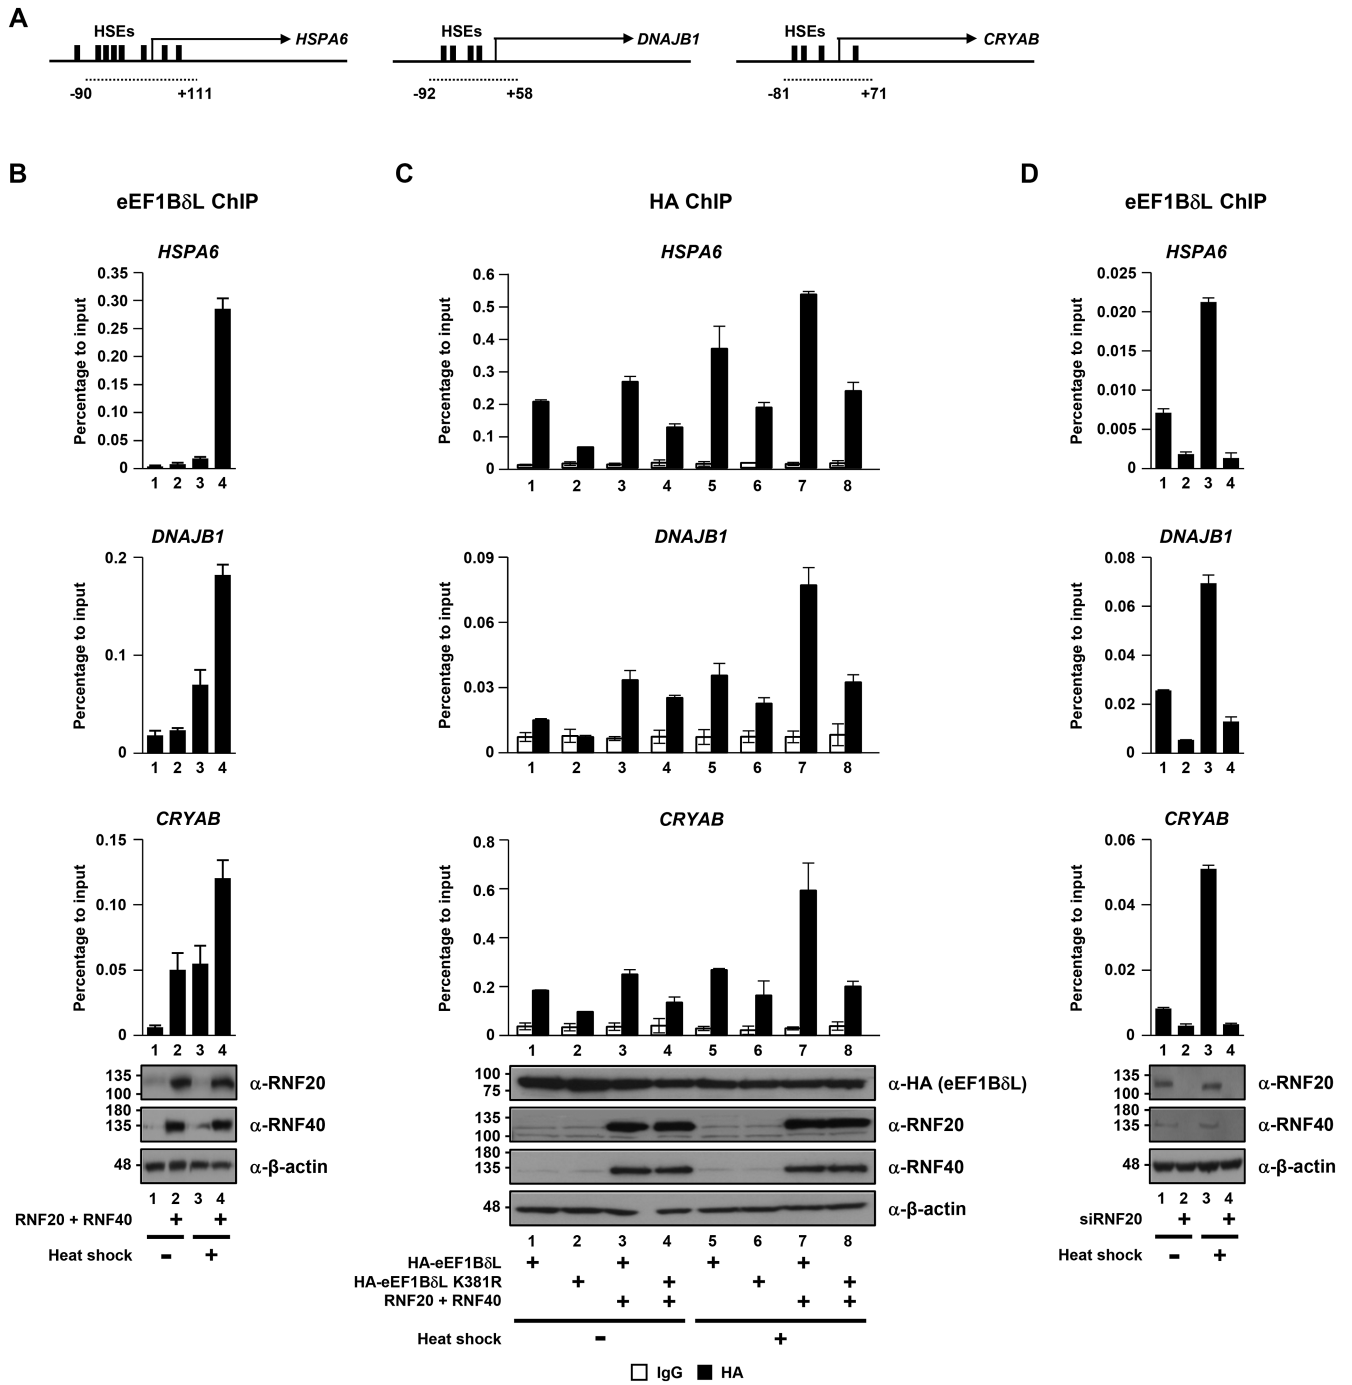 A
HSEs
HSPA6
-90
+111
HSEs
DNAJB1
-92
+58
HSEs
CRYAB
-81
+71
B
eEF1BδL ChIP
HSPA6
Percentage to input
0.35
0.30
0.25
0.20
0.15
0.10
0.05
0
1 2 3 4
DNAJB1
Percentage to input
0.2
0.1
0
1 2 3 4
CRYAB
Percentage to input
0.15
0.10
0.05
0
1 2 3 4
135
100
α-RNF20
180
135
α-RNF40
48
α-β-actin
1 2 3 4
RNF20 + RNF40 + +
Heat shock - +
C
HA ChIP
HSPA6
Percentage to input
0.6
0.5
0.4
0.3
0.2
0.1
0
1 2 3 4 5 6 7 8
DNAJB1
Percentage to input
0.09
0.06
0.03
0
1 2 3 4 5 6 7 8
CRYAB
Percentage to input
0.8
0.6
0.4
0.2
0
1 2 3 4 5 6 7 8
100
75
α-HA (eEF1BδL)
135
100
α-RNF20
180
135
α-RNF40
48
α-β-actin
1 2 3 4 5 6 7 8
HA-eEF1BδL + + + +
HA-eEF1BδL K381R + + + +
RNF20 + RNF40 + + + +
Heat shock - +
IgG HA
D
eEF1BδL ChIP
HSPA6
Percentage to input
0.025
0.020
0.015
0.010
0.005
0
1 2 3 4
DNAJB1
Percentage to input
0.08
0.06
0.04
0.02
0
1 2 3 4
CRYAB
Percentage to input
0.06
0.04
0.02
0
1 2 3 4
135
100
α-RNF20
180
135
α-RNF40
48
α-β-actin
1 2 3 4
siRNF20 + +
Heat shock - +